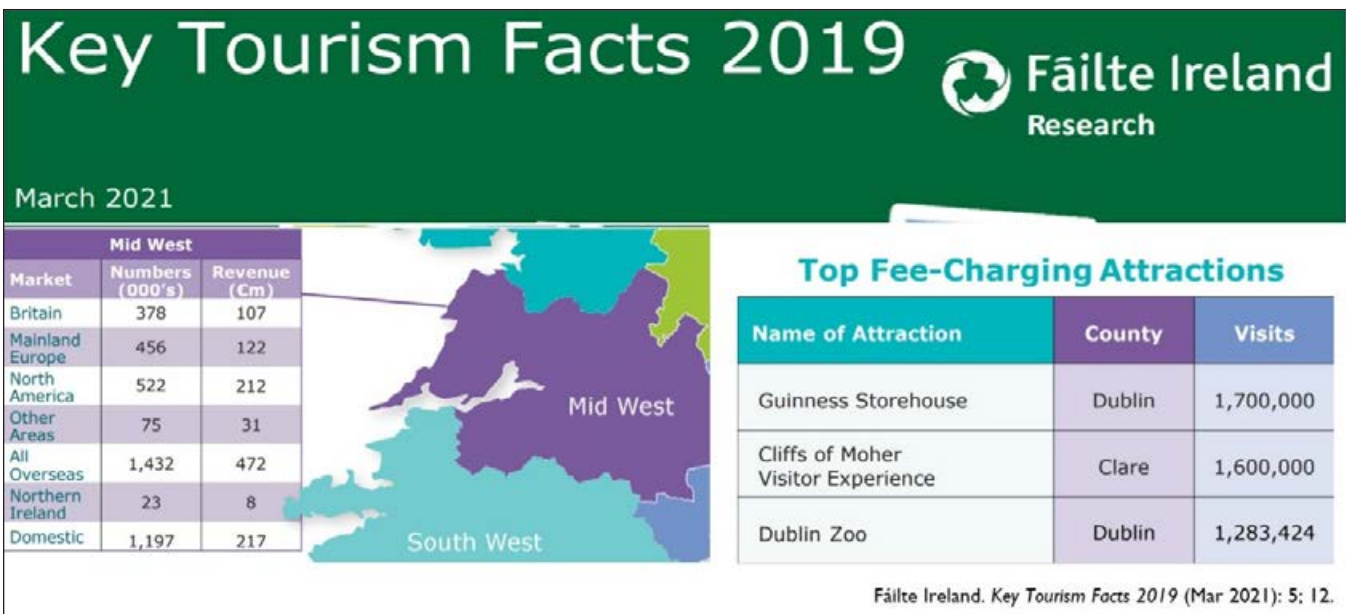 Key Tourism Facts 2019
Fáilte Ireland
Research
March 2021
Mid West
Market Numbers (000's) Revenue (€m)
Britain 378 107
Mainland Europe 456 122
North America 522 212
Other Areas 75 31
All Overseas 1,432 472
Northern Ireland 23 8
Domestic 1,197 217
Mid West
South West
Top Fee-Charging Attractions
Name of Attraction County Visits
Guinness Storehouse Dublin 1,700,000
Cliffs of Moher Visitor Experience Clare 1,600,000
Dublin Zoo Dublin 1,283,424
Fáilte Ireland. Key Tourism Facts 2019 (Mar 2021): 5; 12.